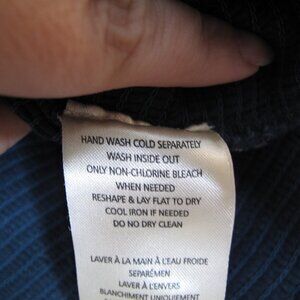 HAND WASH COLD SEPARATELY
WASH INSIDE OUT
ONLY NON-CHLORINE BLEACH
WHEN NEEDED
RESHAPE & LAY FLAT TO DRY
COOL IRON IF NEEDED
DO NO DRY CLEAN
LAVER À LA MAIN À L'EAU FROIDE
SEPARÉMEN
LAVER À L'ENVERS
BLANCHIMENT UNIQUEMENT